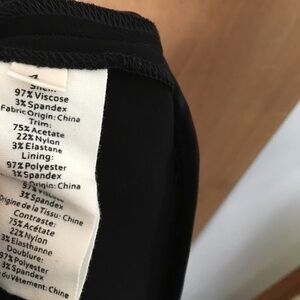 Shell:
97% Viscose
3% Spandex
Fabric Origin: China
Trim:
75% Acetate
22% Nylon
3% Elastane
Lining:
97% Polyester
3% Spandex
Origin: China
3% Spandex
Origine de la Tissu: Chine
Contraste:
75% Acetate
22% Nylon
3% Elasthanne
Doublure:
97% Polyester
3% Spandex
du Vêtement: Chine